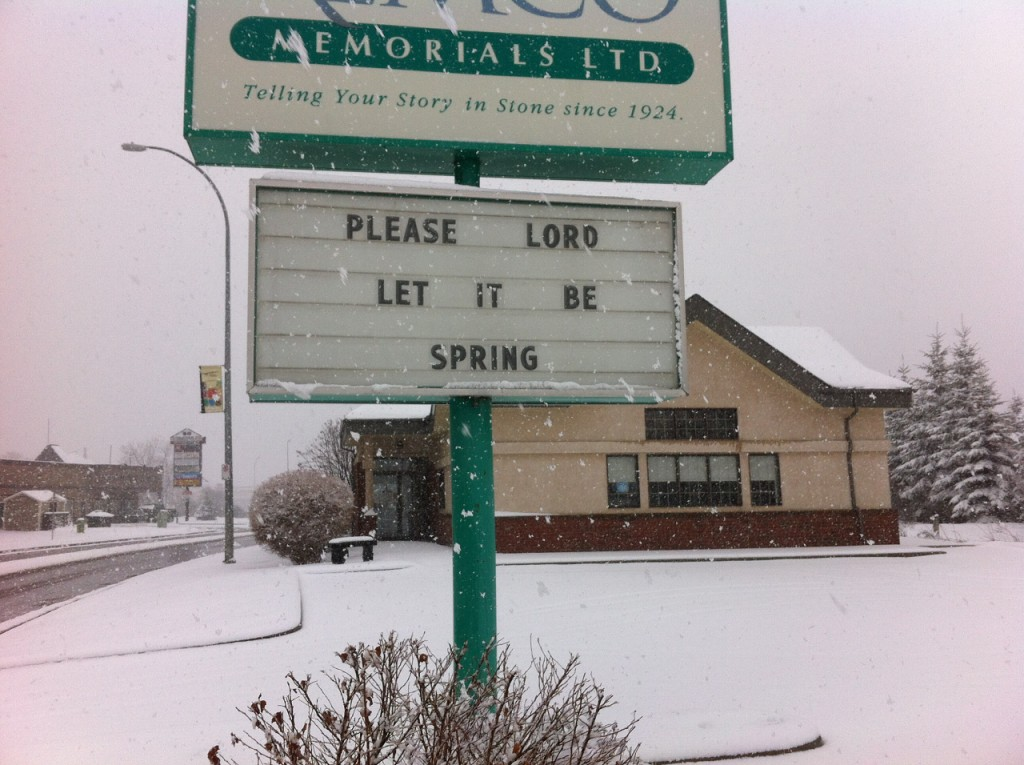 MEMORIALS LTD
Telling Your Story in Stone since 1924.
PLEASE LORD
LET IT BE
SPRING